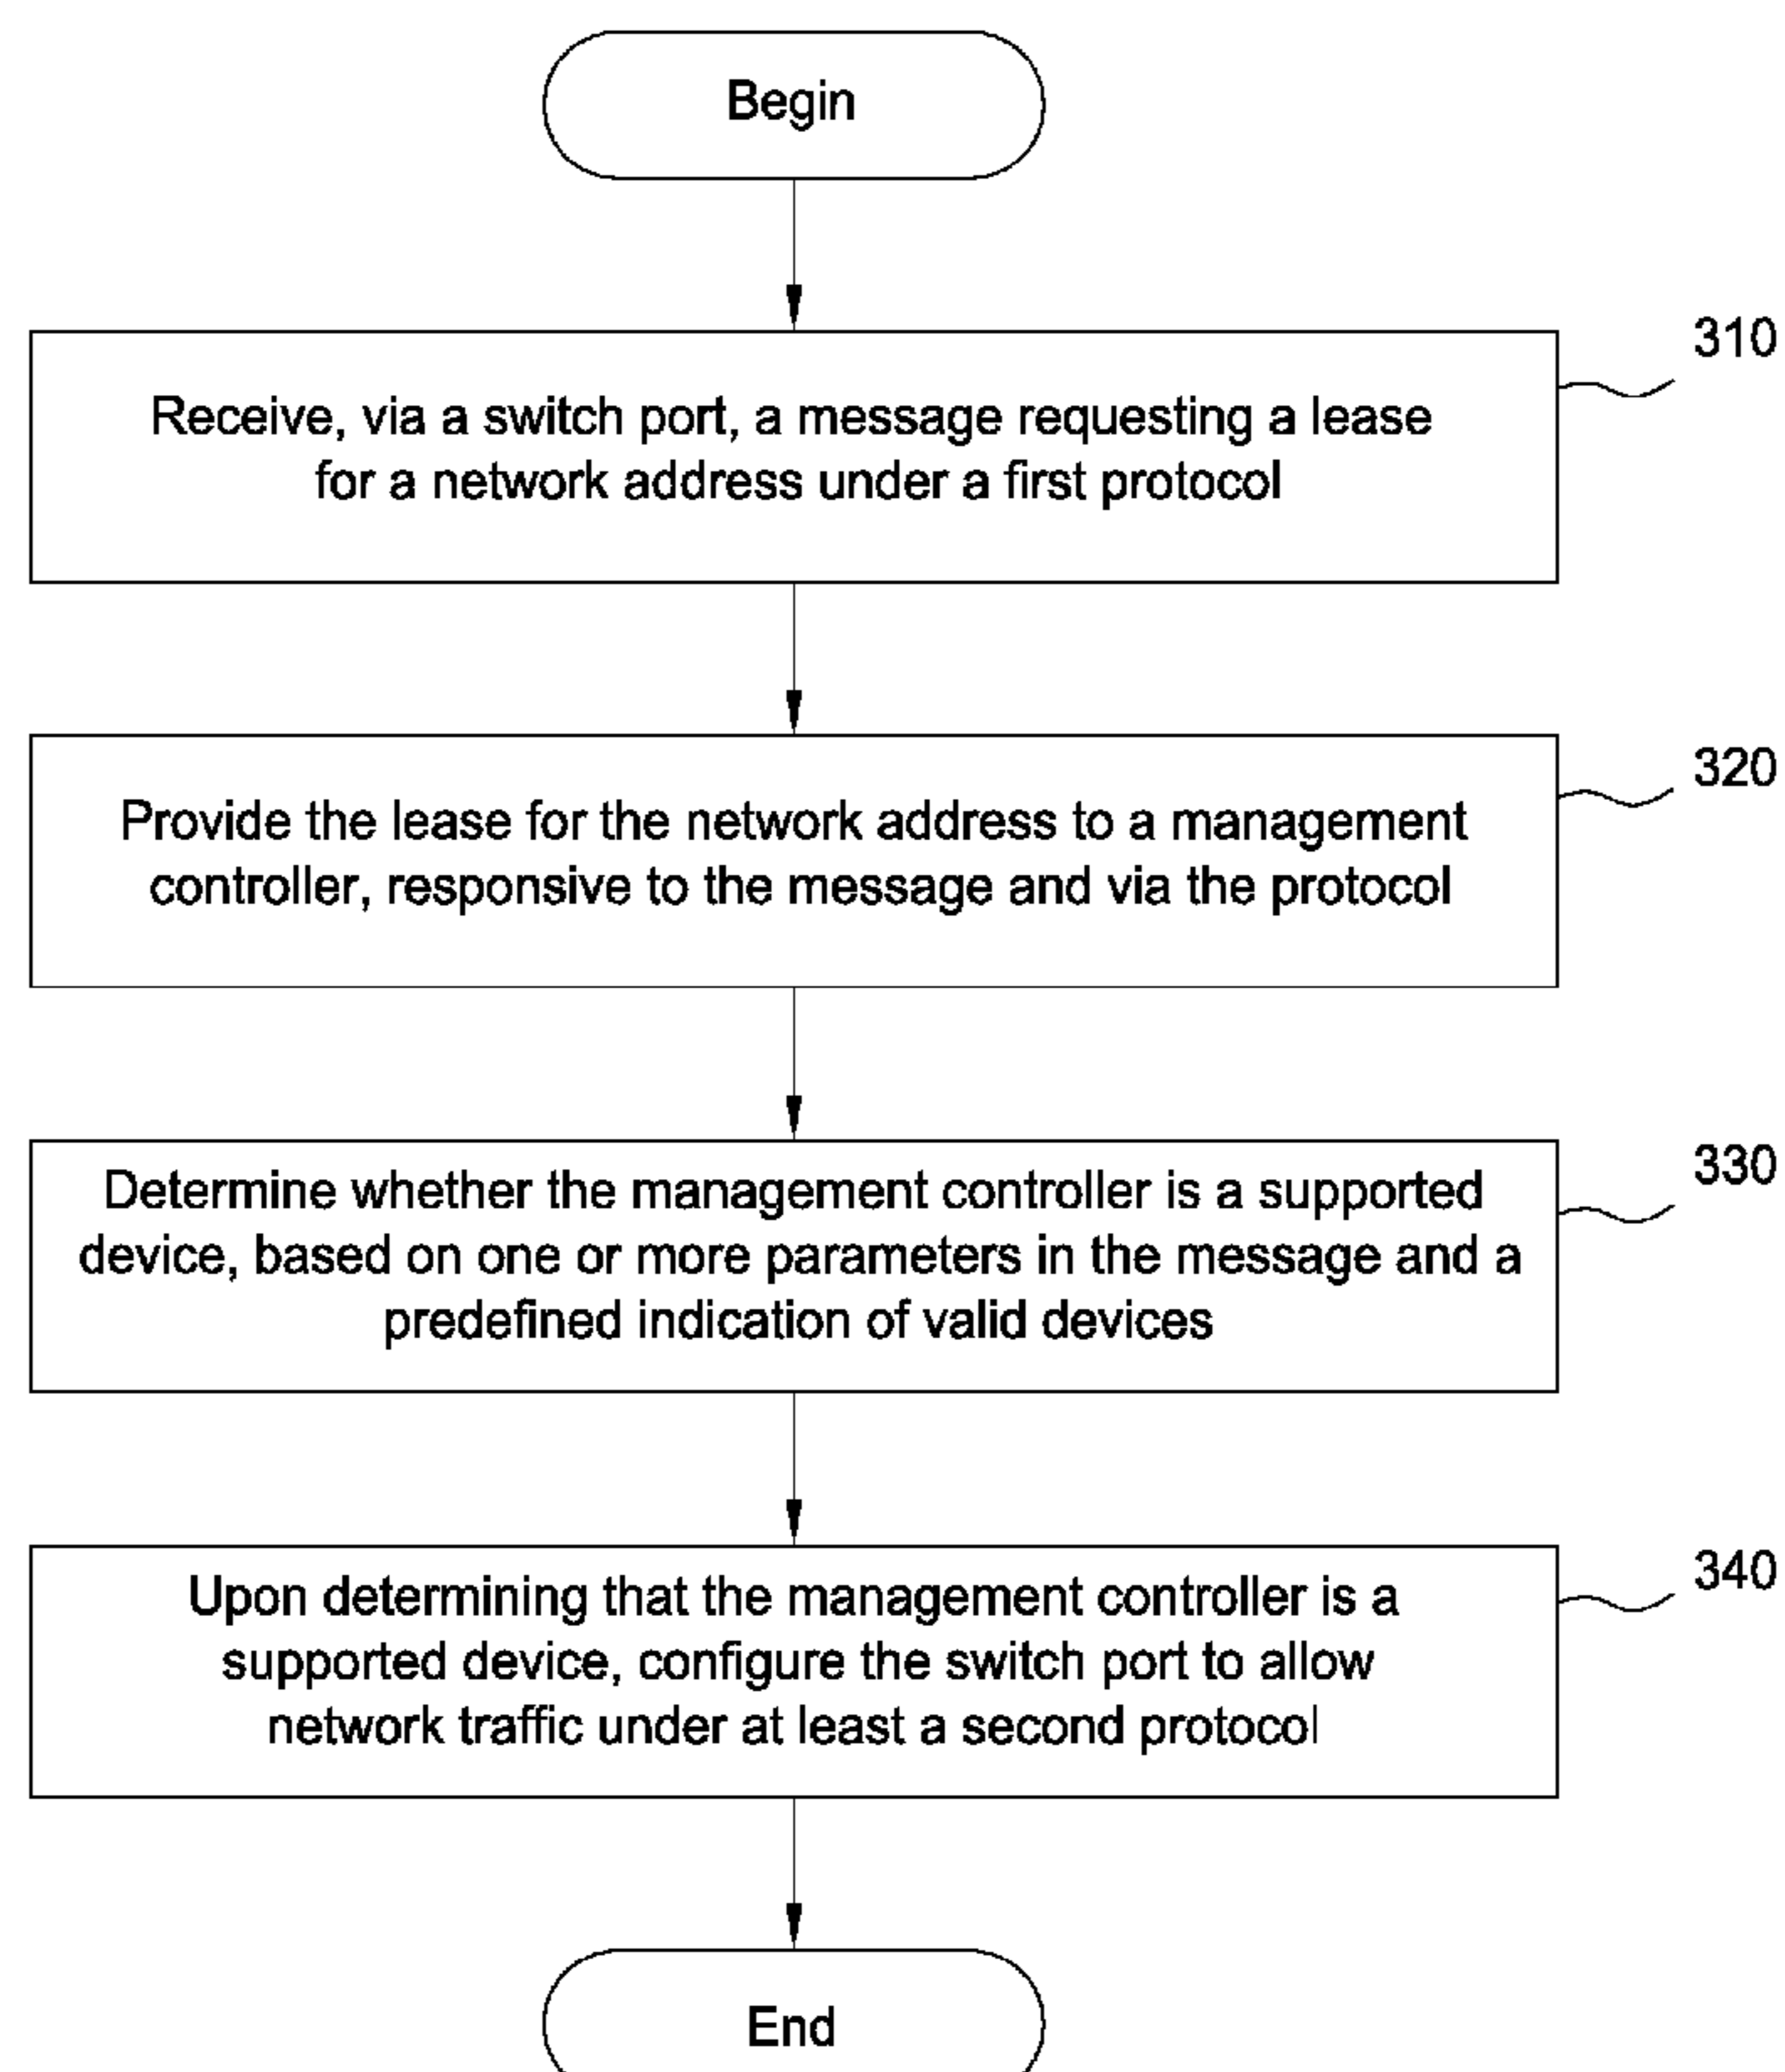 Begin
310
Receive, via a switch port, a message requesting a lease
for a network address under a first protocol
320
Provide the lease for the network address to a management
controller, responsive to the message and via the protocol
330
Determine whether the management controller is a supported
device, based on one or more parameters in the message and a
predefined indication of valid devices
340
Upon determining that the management controller is a
supported device, configure the switch port to allow
network traffic under at least a second protocol
End